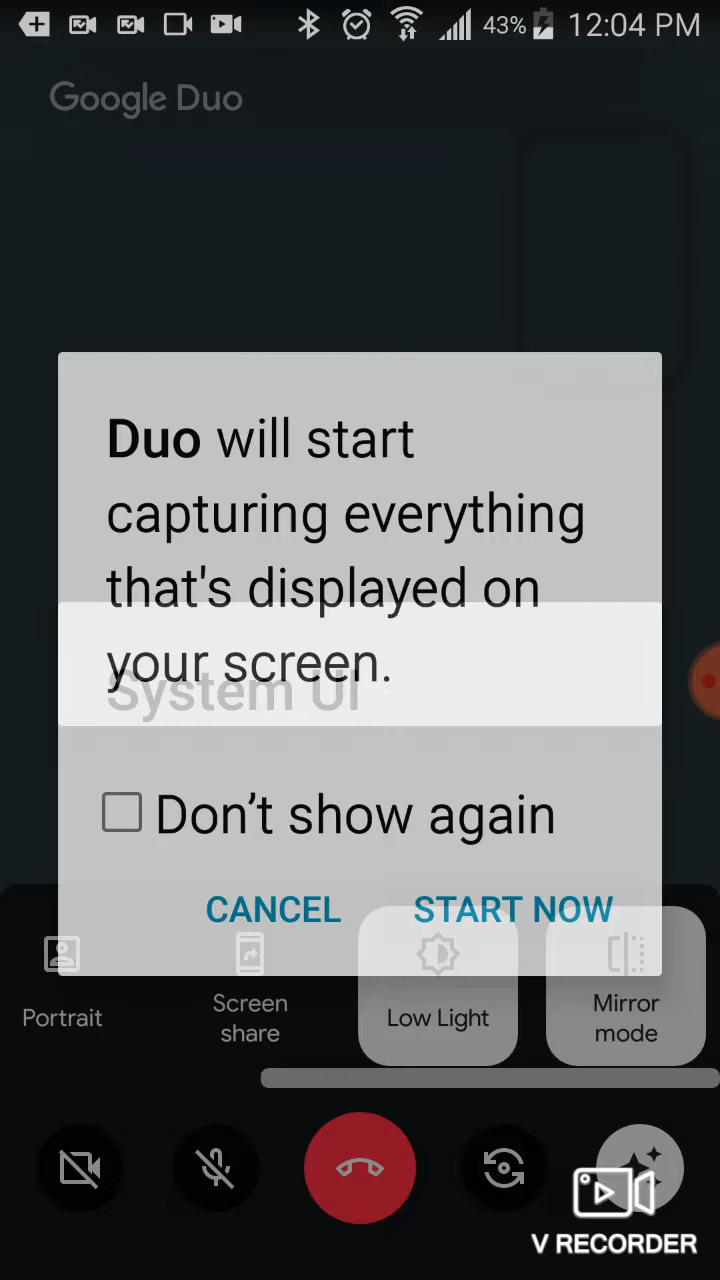 43% 12:04 PM
Google Duo
Duo will start
capturing everything
that's displayed on
your screen.
System UI
Don't show again
CANCEL START NOW
Portrait
Screen
share
Low Light
Mirror
mode
V RECORDER